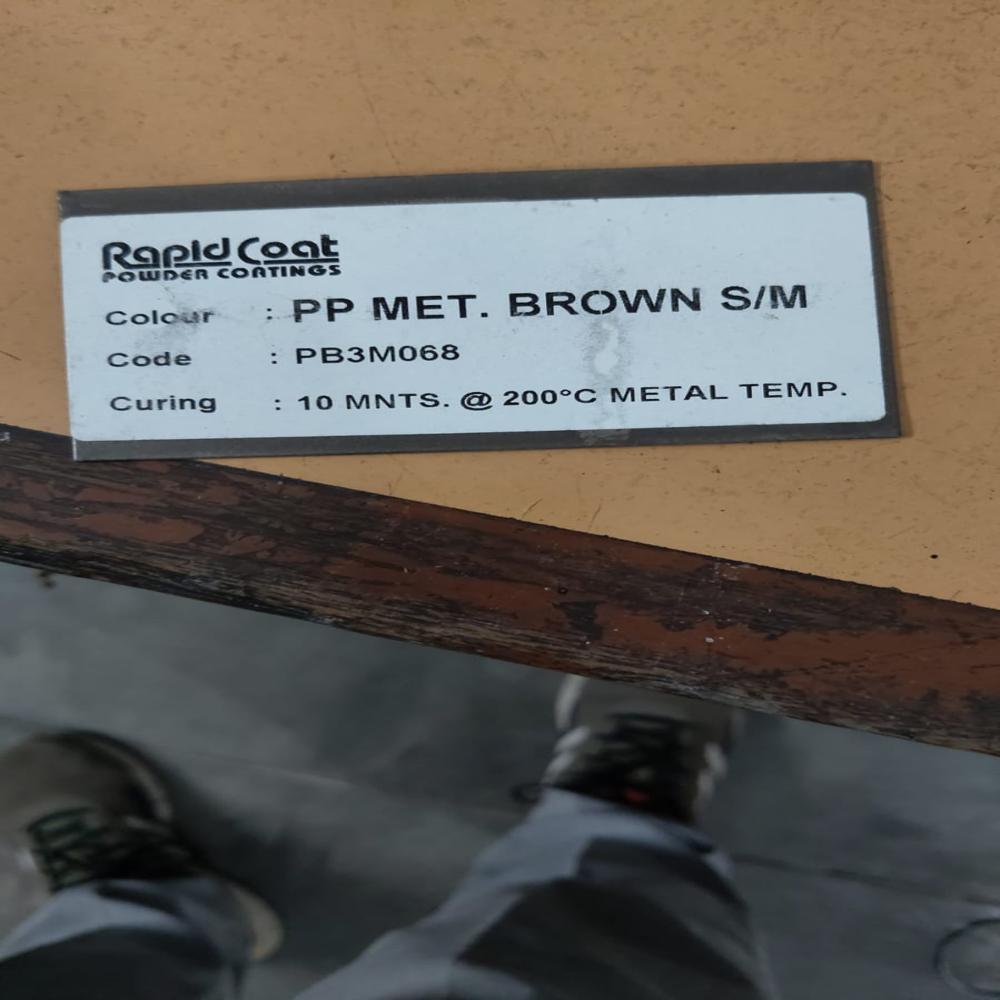 Rapid Coat
POWDER COATINGS
Colour : PP MET. BROWN S/M
Code : PB3M068
Curing : 10 MNTS. @ 200°C METAL TEMP.